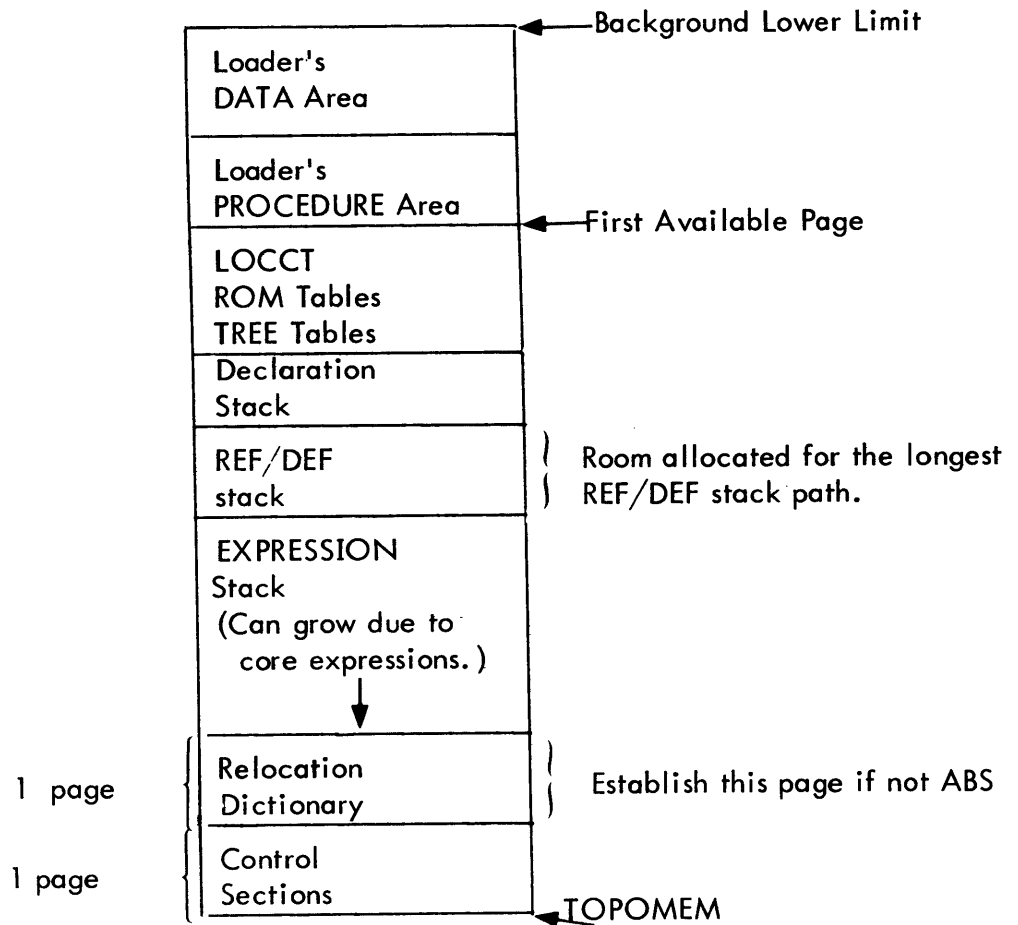 Background Lower Limit
Loader's
DATA Area
Loader's
PROCEDURE Area
First Available Page
LOCCT
ROM Tables
TREE Tables
Declaration
Stack
REF/DEF
stack
Room allocated for the longest
REF/DEF stack path.
EXPRESSION
Stack
(Can grow due to
core expressions.)
1 page
Relocation
Dictionary
Establish this page if not ABS
1 page
Control
Sections
TOPOMEM